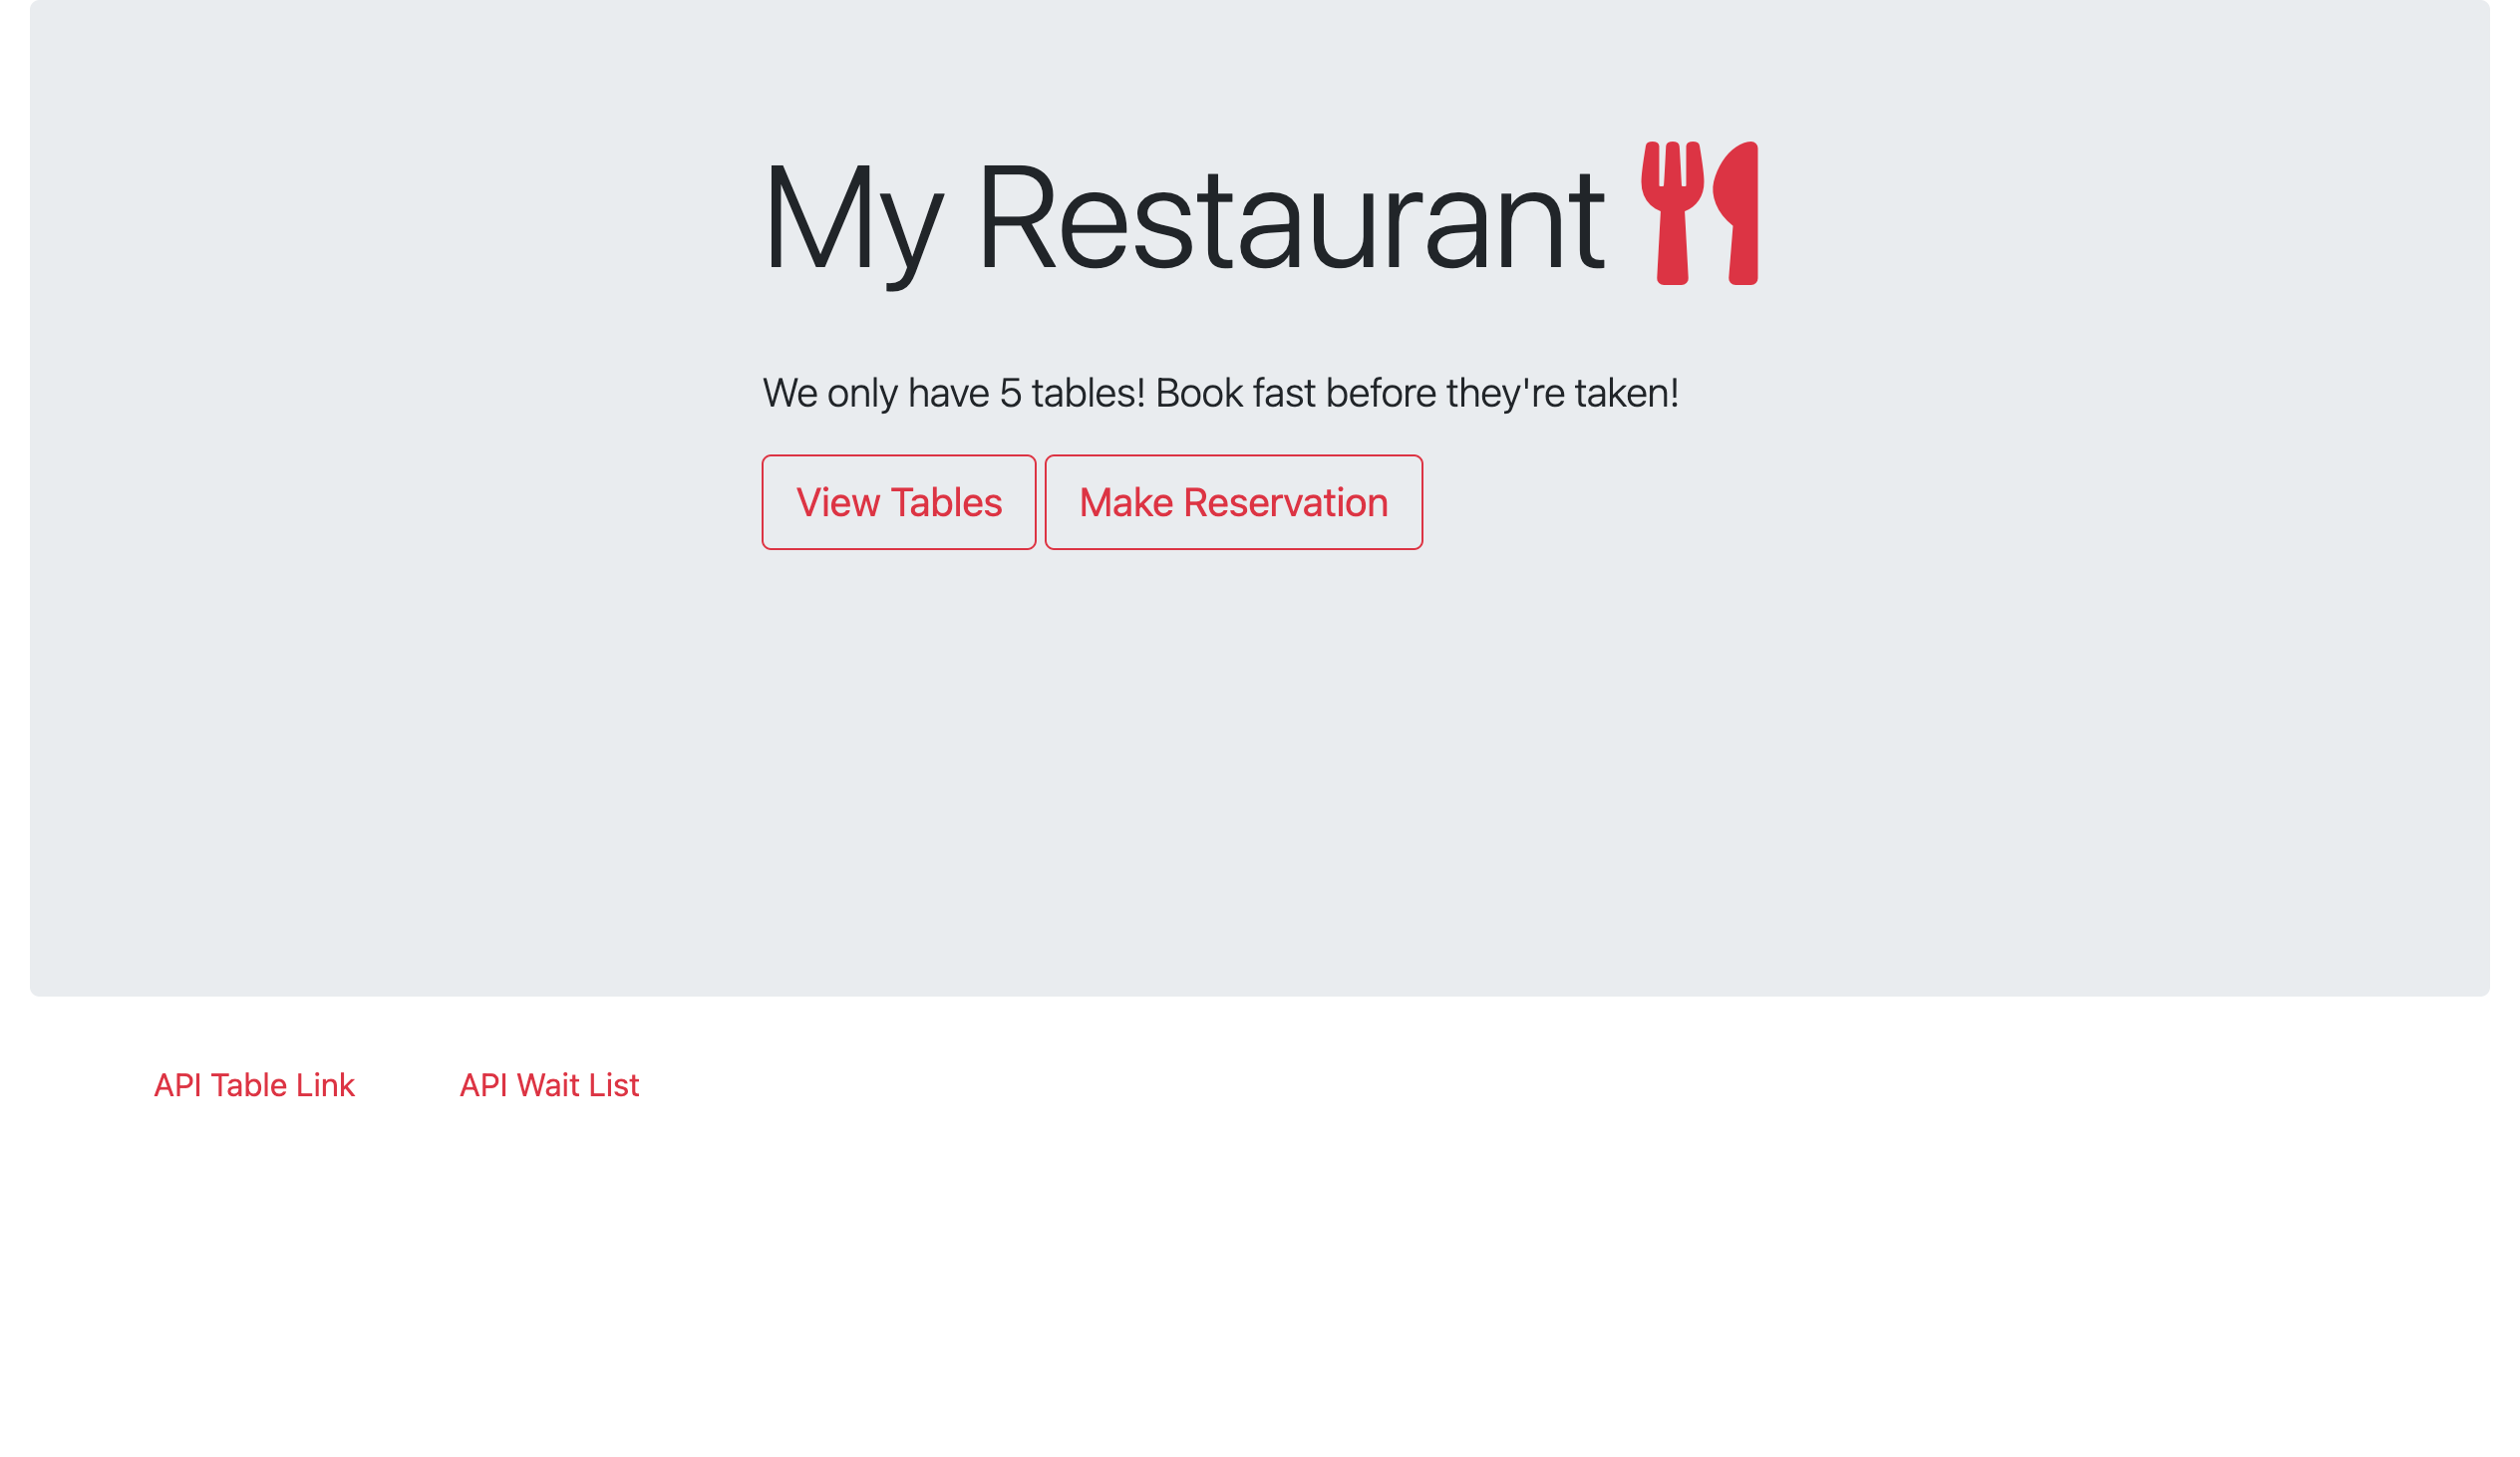 My Restaurant
We only have 5 tables! Book fast before they're taken!
View Tables Make Reservation
API Table Link API Wait List